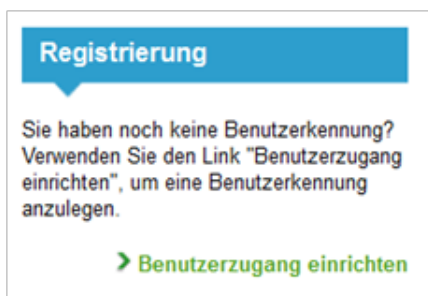 Registrierung
Sie haben noch keine Benutzerkennung?
Verwenden Sie den Link "Benutzerzugang
einrichten", um eine Benutzerkennung
anzulegen.
Benutzerzugang einrichten